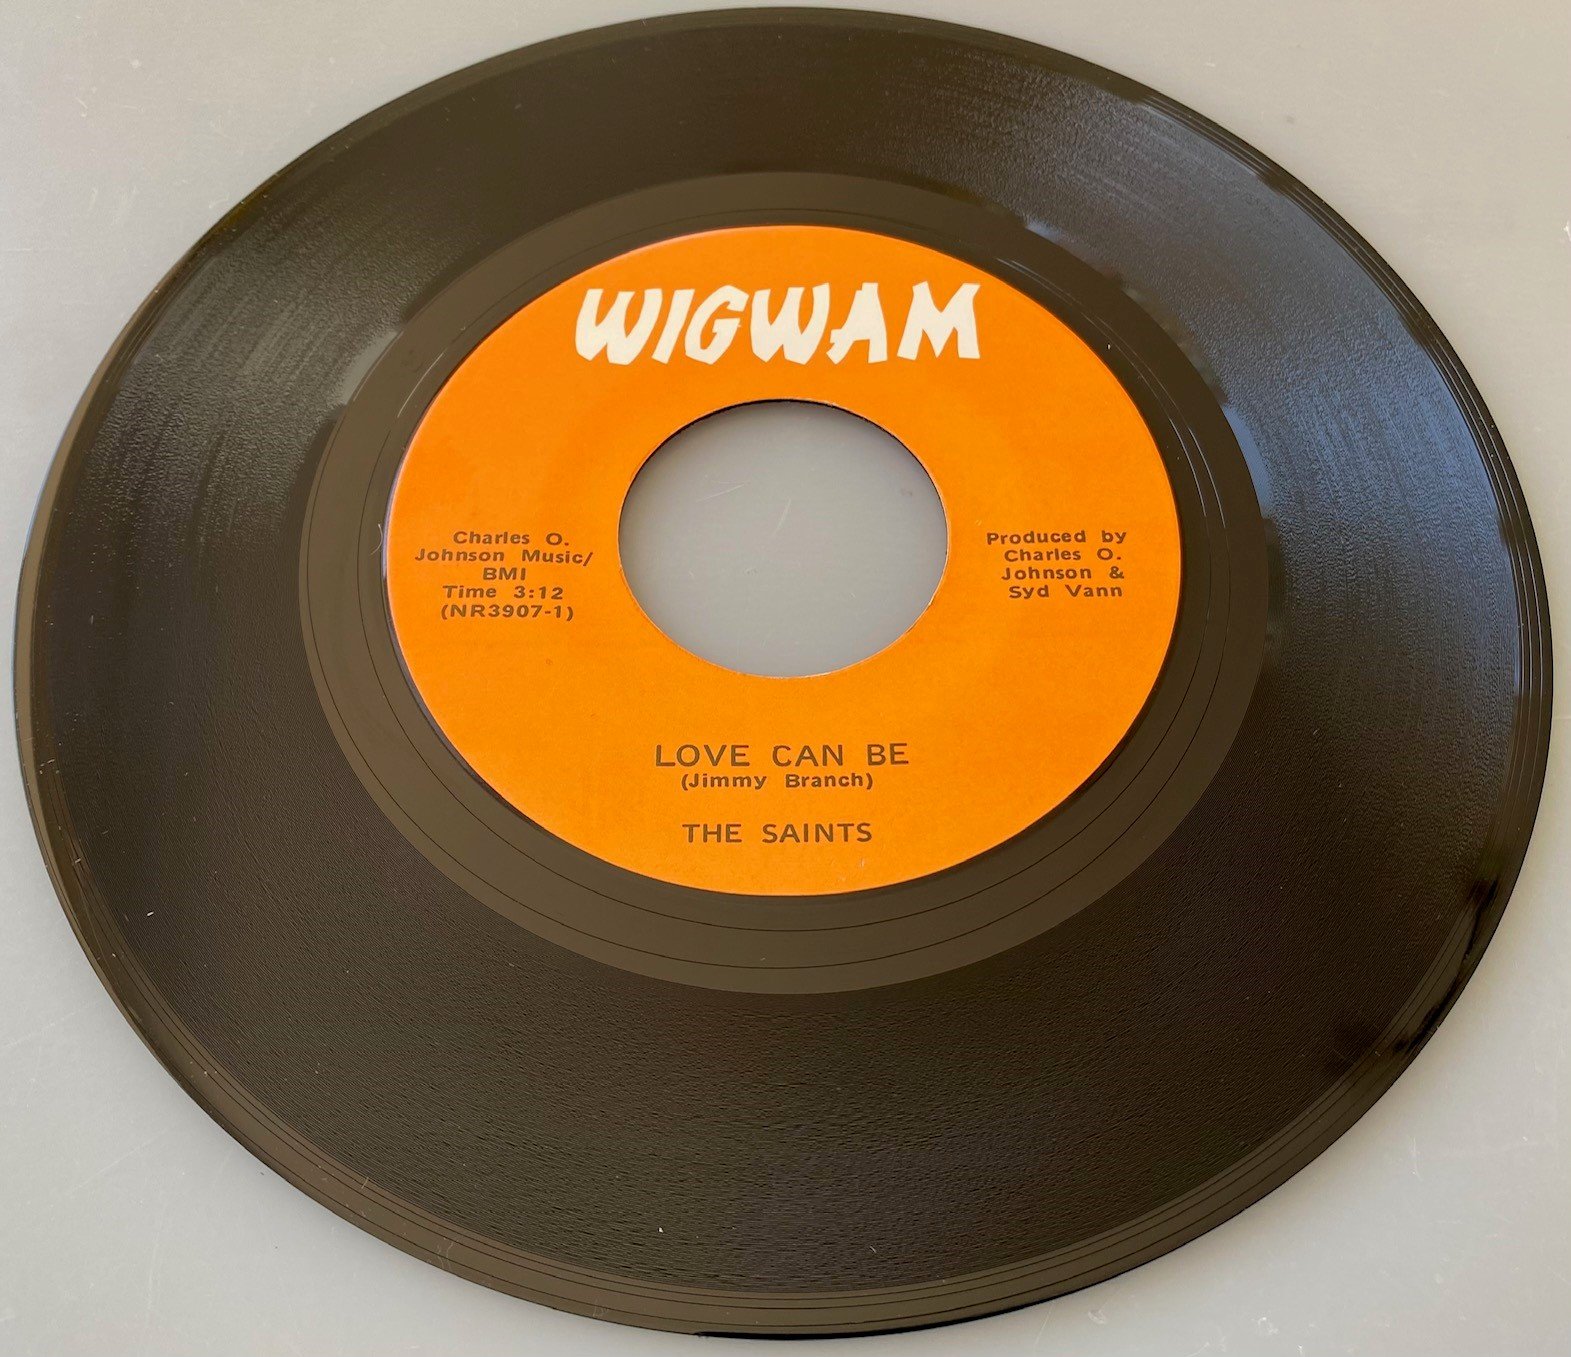 WIGWAM
Charles O.
Johnson Music/
BMI
Time 3:12
(NR3907-1)
Produced by
Charles O.
Johnson &
Syd Vann
LOVE CAN BE
(Jimmy Branch)
THE SAINTS